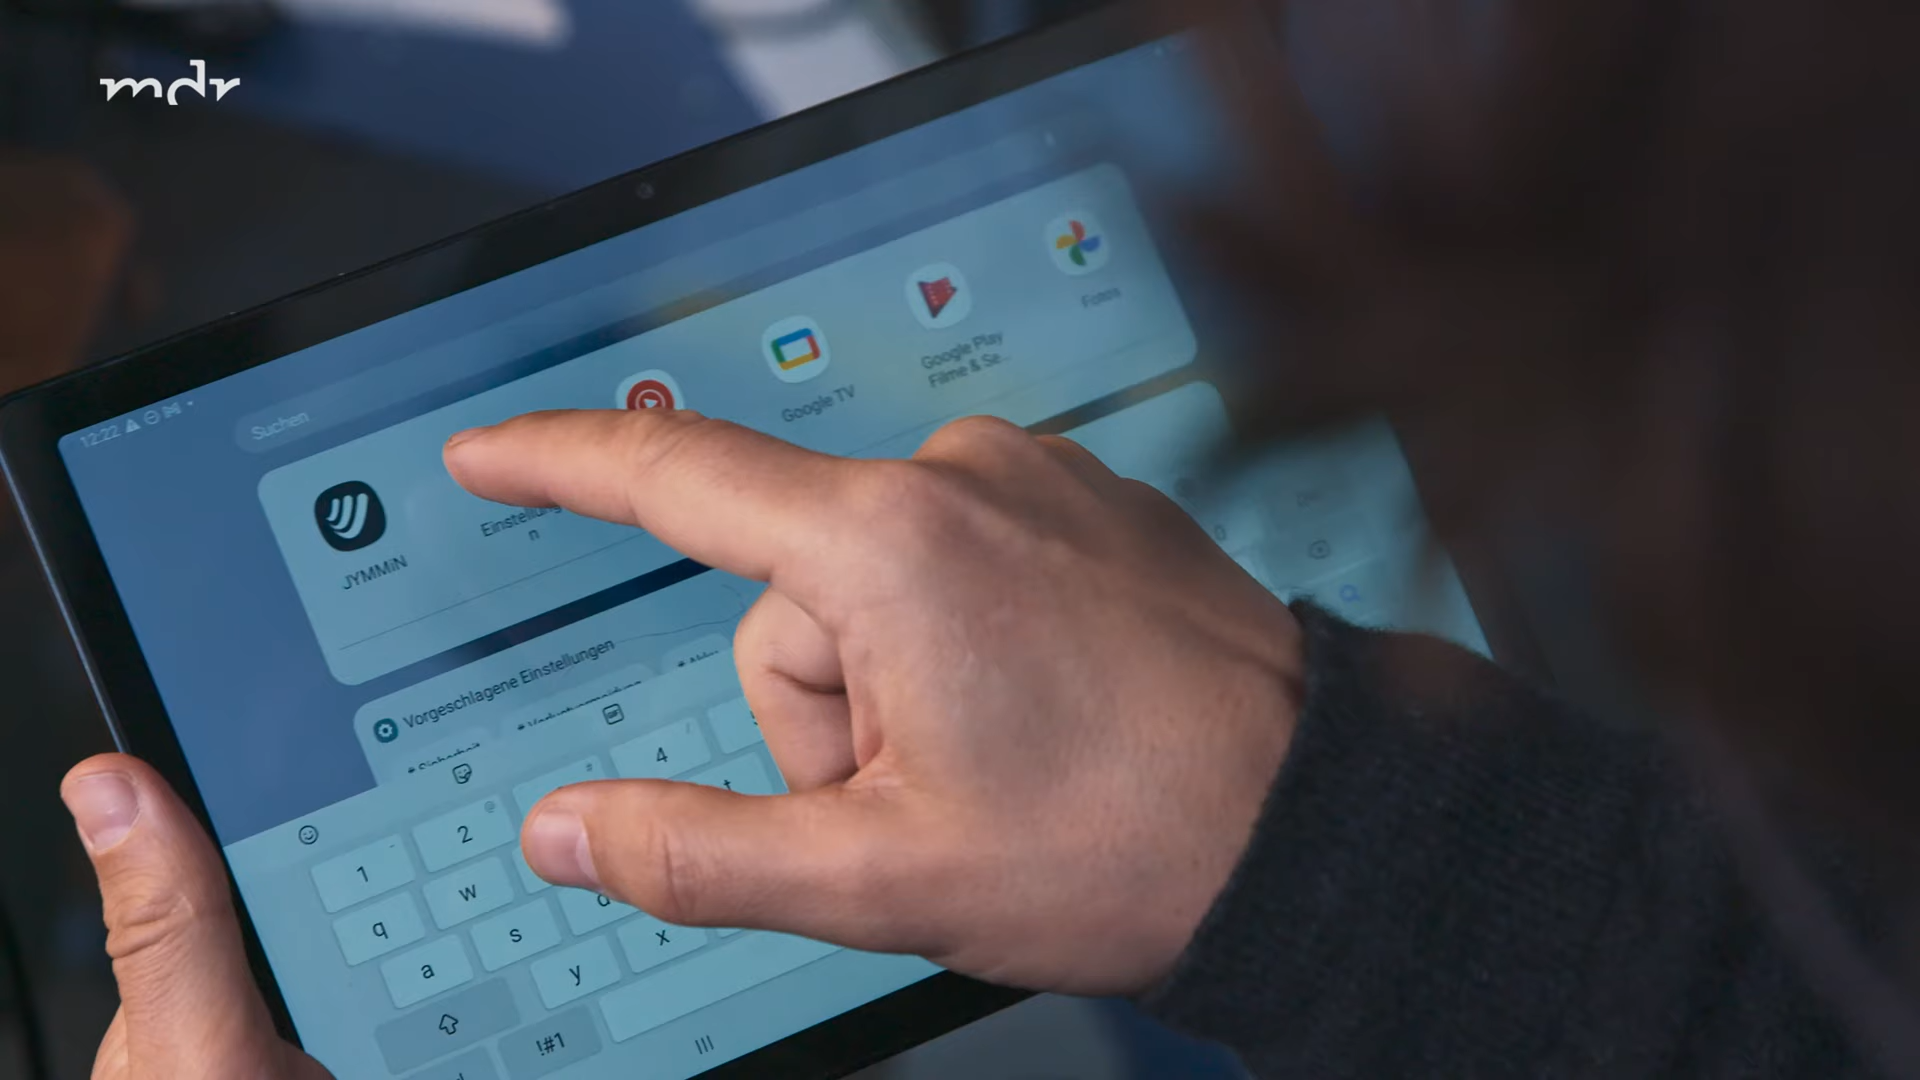 mdr
12:22
Suchen
JYMMiN
Einstellunge
n
Google TV
Google Play
Filme & Se...
Fotos
Vorgeschlagene Einstellungen
1
2
4
q
w
t
a
s
d
y
x
!#1